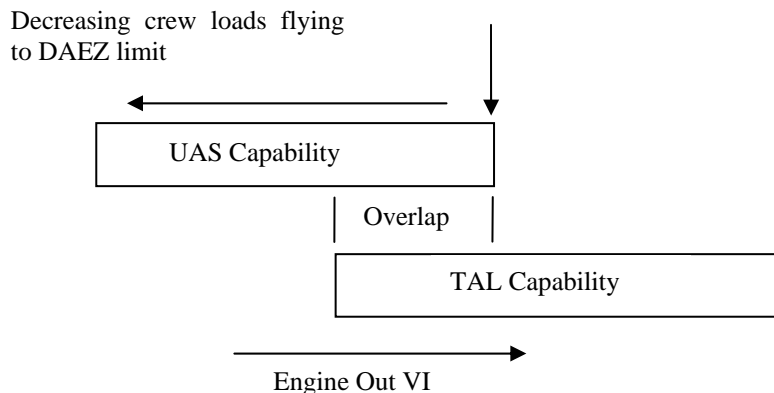 Decreasing crew loads flying
to DAEZ limit
UAS Capability
Overlap
TAL Capability
Engine Out VI